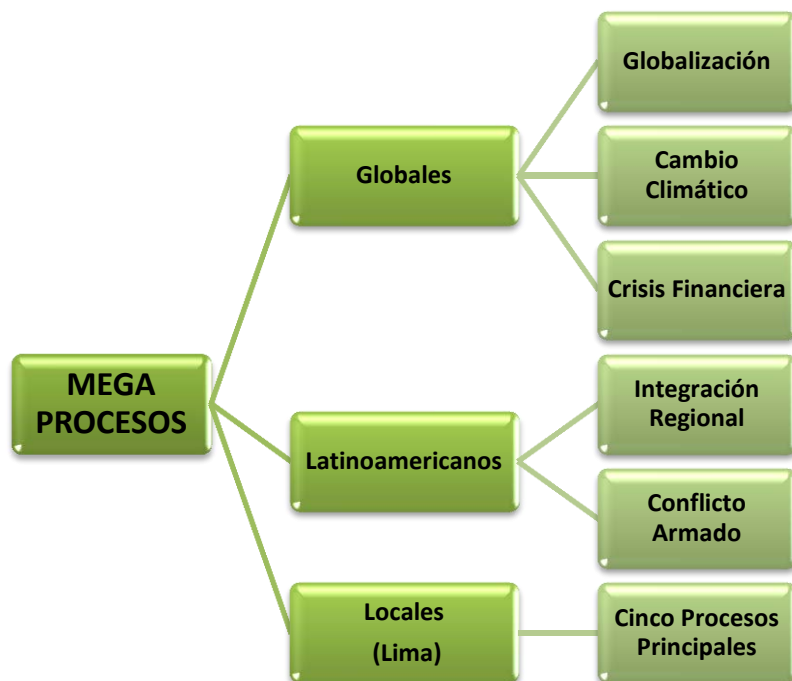 MEGA
PROCESOS
Globales
Globalización
Cambio
Climático
Crisis Financiera
Latinoamericanos
Integración
Regional
Conflicto
Armado
Locales
(Lima)
Cinco Procesos
Principales